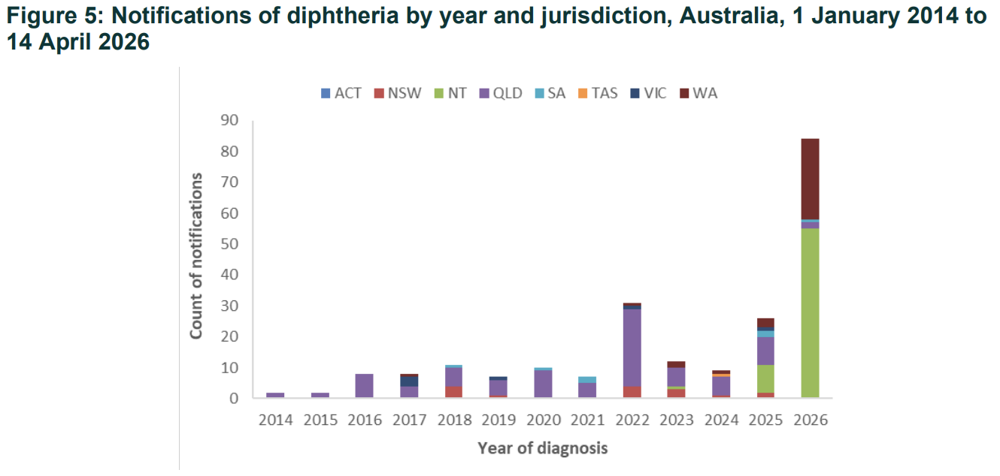 Figure 5: Notifications of diphtheria by year and jurisdiction, Australia, 1 January 2014 to
14 April 2026
ACT NSW NT QLD SA TAS VIC WA
Count of notifications
90
80
70
60
50
40
30
20
10
0
2014 2015 2016 2017 2018 2019 2020 2021 2022 2023 2024 2025 2026
Year of diagnosis